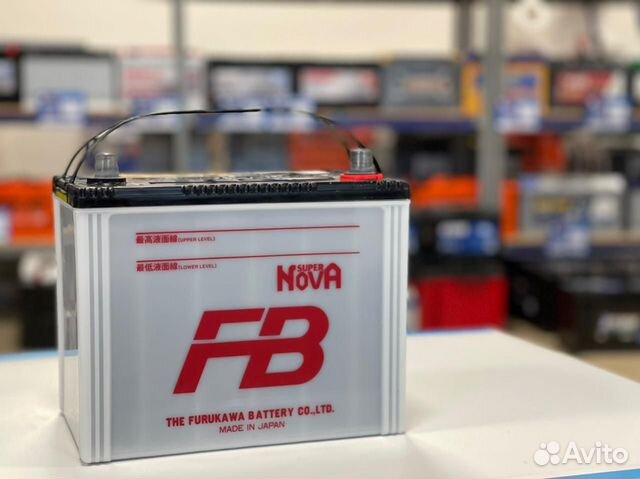 最高液面線(UPPER LEVEL)
最低液面線(LOWER LEVEL)
SUPER
NOVA
FB
THE FURUKAWA BATTERY CO.,LTD.
MADE IN JAPAN
Avito